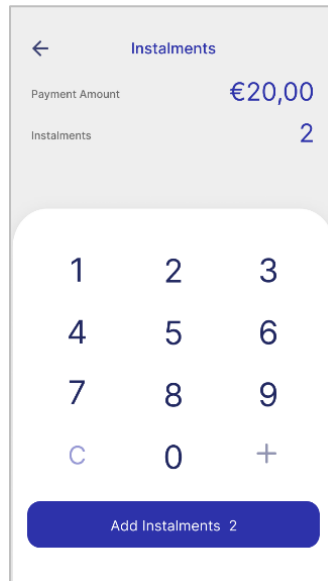 Instalments
Payment Amount €20,00
Instalments 2
1 2 3
4 5 6
7 8 9
C 0 +
Add Instalments 2